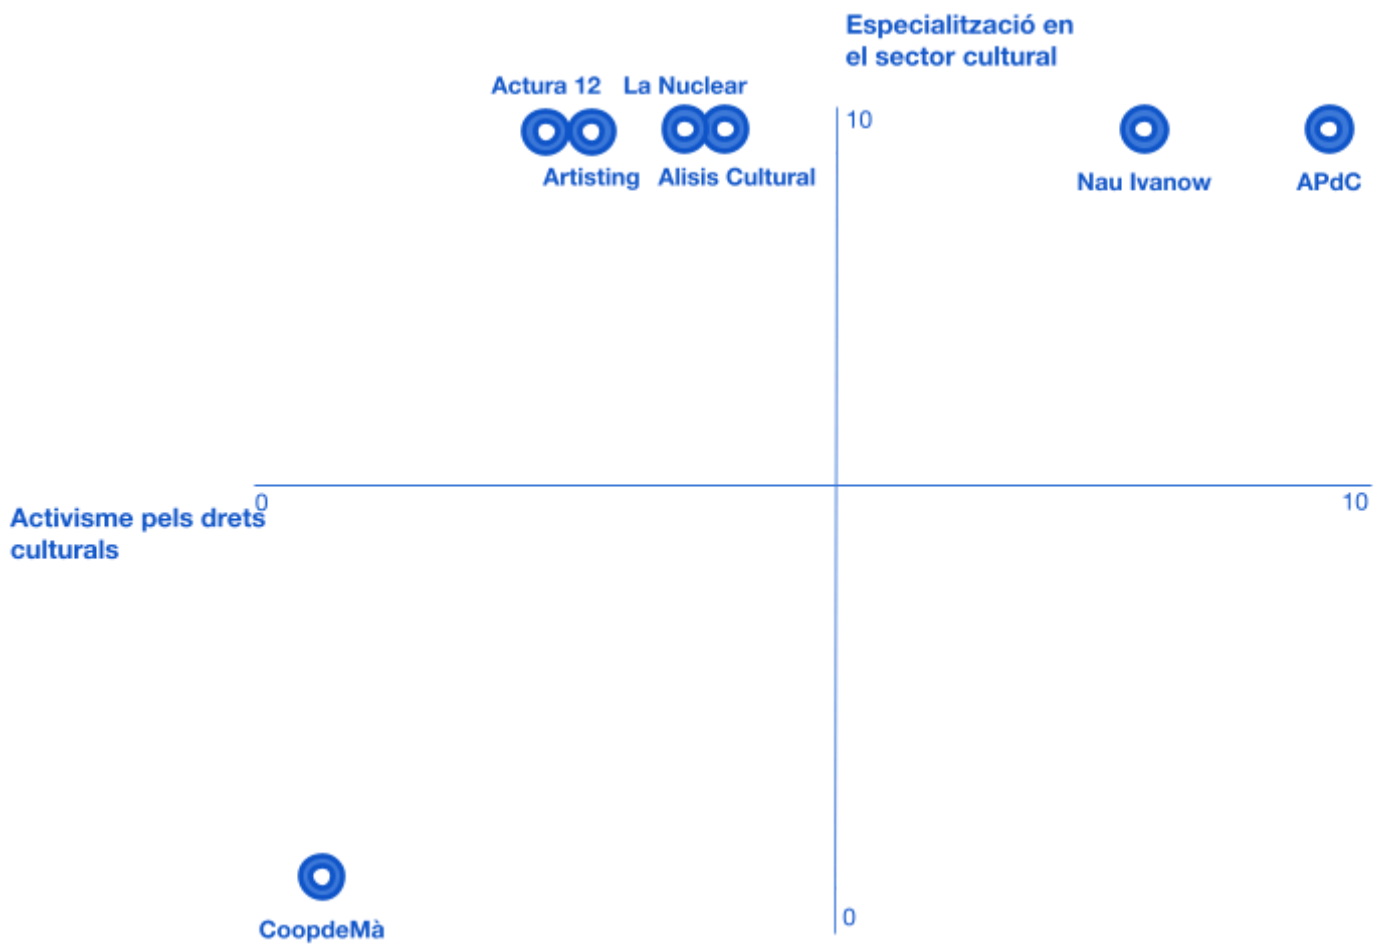 Especialització en
el sector cultural
Actura 12
La Nuclear
10
Artisting
Alisis Cultural
Nau Ivanow
APdC
0
10
Activisme pels drets
culturals
0
CoopdeMà